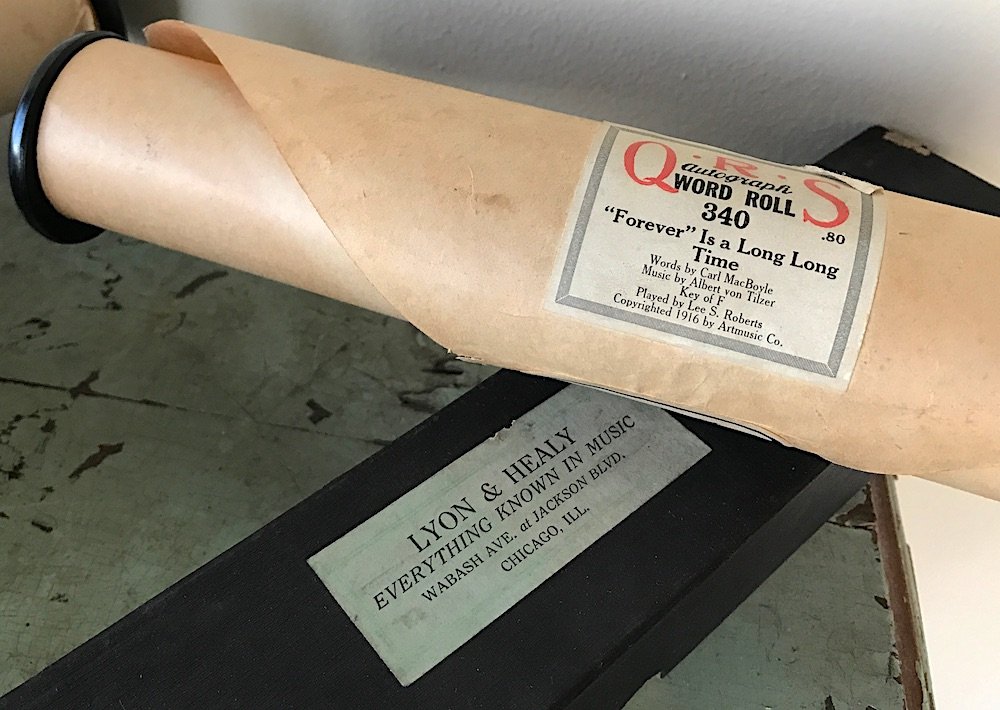 Q·R·S
autograph
WORD ROLL
340
.80
"Forever" Is a Long Long
Time
Words by Carl MacBoyle
Music by Albert von Tilzer
Key of F
Played by Lee S. Roberts
Copyrighted 1916 by Artmusic Co.
LYON & HEALY
EVERYTHING KNOWN IN MUSIC
WABASH AVE. at JACKSON BLVD.
CHICAGO, ILL.